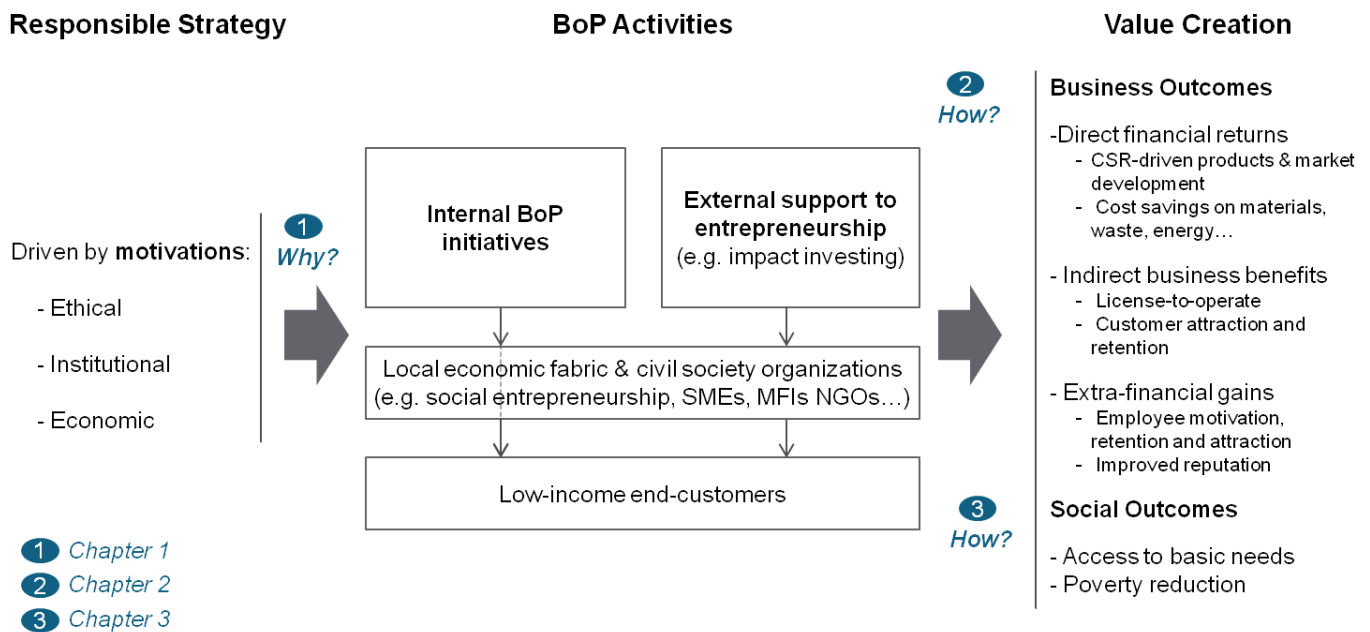 Responsible Strategy
BoP Activities
Value Creation
Driven by motivations:
- Ethical
- Institutional
- Economic
1
Why?
Internal BoP
initiatives
External support to
entrepreneurship
(e.g. impact investing)
Local economic fabric & civil society organizations
(e.g. social entrepreneurship, SMEs, MFIs NGOs…)
Low-income end-customers
2
How?
Business Outcomes
-Direct financial returns
- CSR-driven products & market
development
- Cost savings on materials,
waste, energy…
- Indirect business benefits
- License-to-operate
- Customer attraction and
retention
- Extra-financial gains
- Employee motivation,
retention and attraction
- Improved reputation
3
How?
Social Outcomes
- Access to basic needs
- Poverty reduction
1 Chapter 1
2 Chapter 2
3 Chapter 3